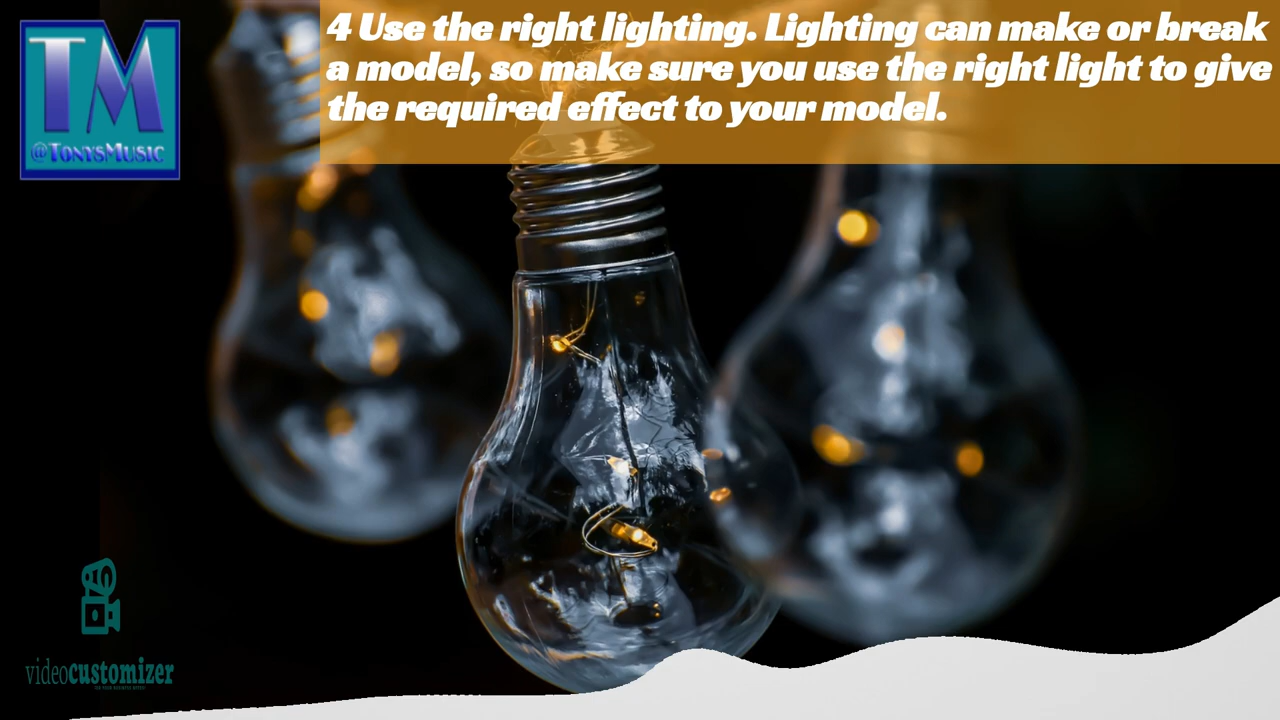 4 Use the right lighting. Lighting can make or break
a model, so make sure you use the right light to give
the required effect to your model.
TM
@TonysMusic
videocustomizer